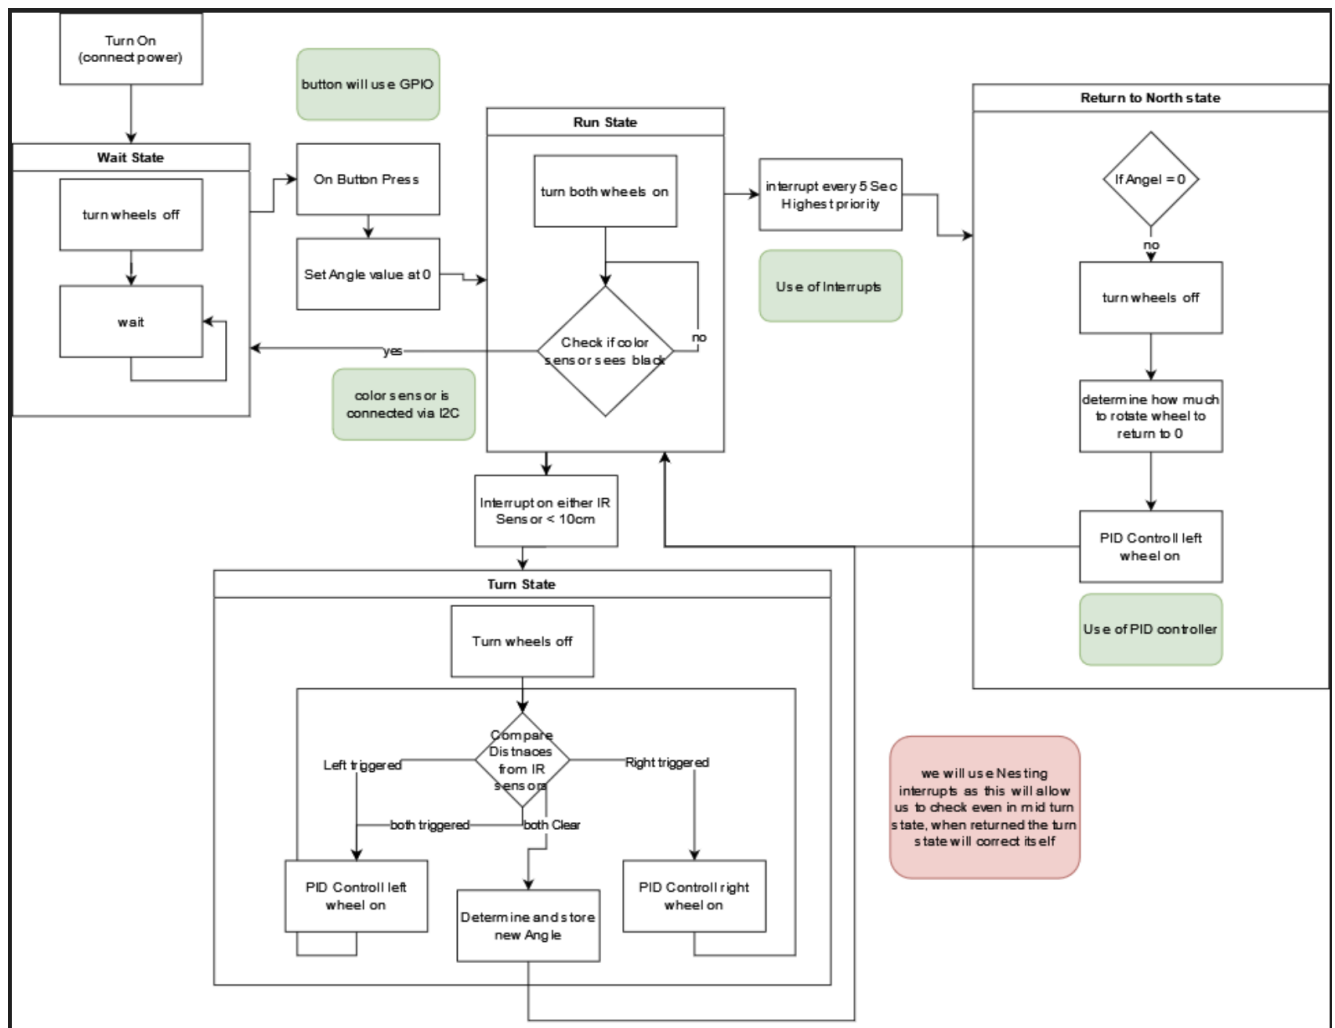 Turn On
(connect power)
button will use GPIO
Wait State
turn wheels off
wait
On Button Press
Set Angle value at 0
Run State
turn both wheels on
Check if color
sensor sees black
no
yes
color sensor is
connected via I2C
interrupt every 5 Sec
Highest priority
Use of Interrupts
Return to North state
If Angel = 0
no
turn wheels off
determine how much
to rotate wheel to
return to 0
PID Controll left
wheel on
Use of PID controller
Interrupt on either IR
Sensor < 10cm
Turn State
Turn wheels off
Compare
Distnaces
from IR
sensors
Left triggered
Right triggered
both triggered
both Clear
PID Controll left
wheel on
Determine and store
new Angle
PID Controll right
wheel on
we will use Nesting
interrupts as this will allow
us to check even in mid turn
state, when returned the turn
state will correct itself